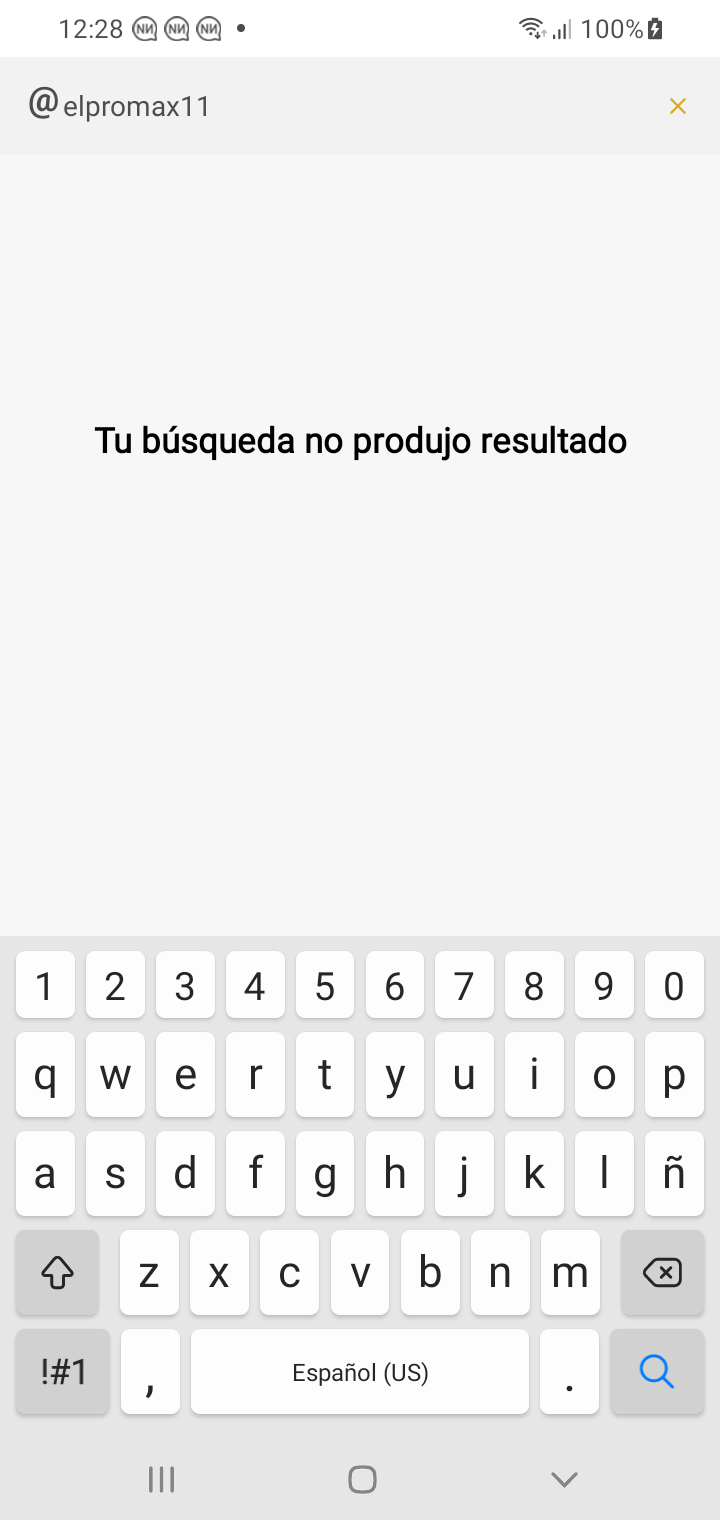 12:28 100%
@elpromax11
Tu búsqueda no produjo resultado
1 2 3 4 5 6 7 8 9 0
q w e r t y u i o p
a s d f g h j k l ñ
z x c v b n m
!#1 , Español (US) .